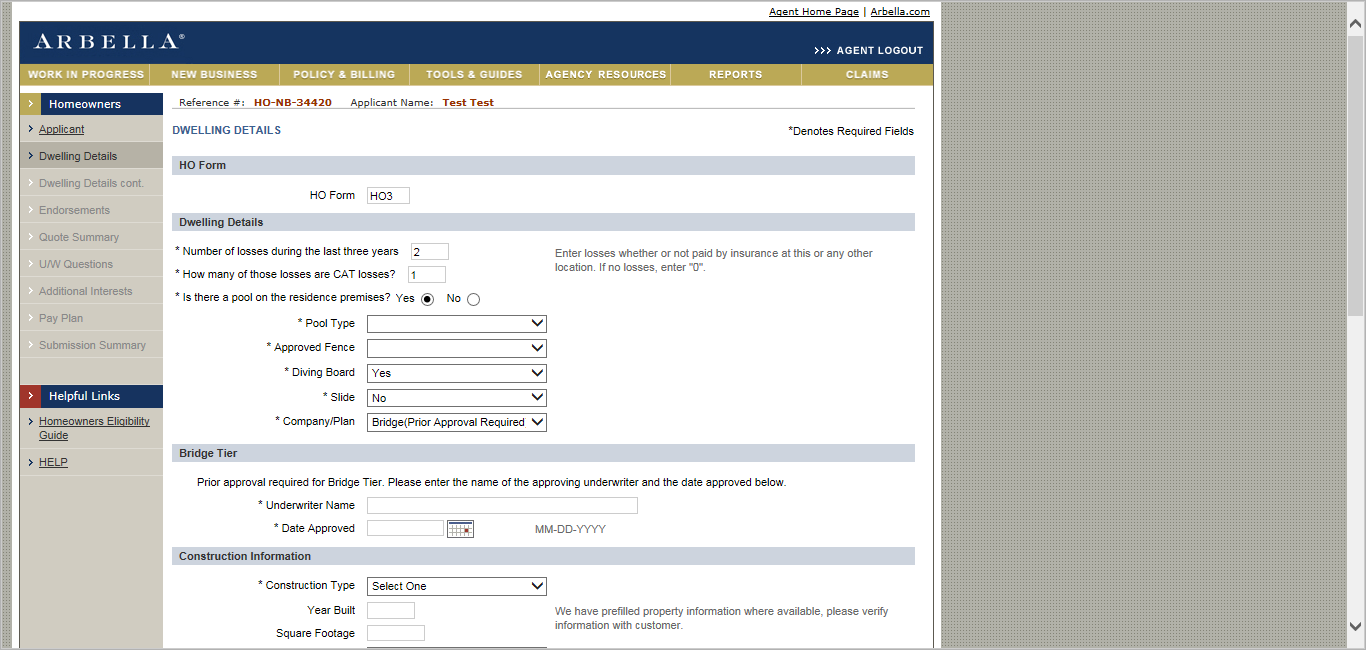 Agent Home Page | Arbella.com
ARBELLA®
>>> AGENT LOGOUT
WORK IN PROGRESS NEW BUSINESS POLICY & BILLING TOOLS & GUIDES AGENCY RESOURCES REPORTS CLAIMS
Homeowners
Applicant
Dwelling Details
Dwelling Details cont.
Endorsements
Quote Summary
U/W Questions
Additional Interests
Pay Plan
Submission Summary
Helpful Links
Homeowners Eligibility
Guide
HELP
Reference #: HO-NB-34420 Applicant Name: Test Test
DWELLING DETAILS
*Denotes Required Fields
HO Form
HO Form HO3
Dwelling Details
* Number of losses during the last three years 2
Enter losses whether or not paid by insurance at this or any other
location. If no losses, enter "0".
* How many of those losses are CAT losses? 1
* Is there a pool on the residence premises? Yes No
* Pool Type
* Approved Fence
* Diving Board Yes
* Slide No
* Company/Plan Bridge(Prior Approval Required
Bridge Tier
Prior approval required for Bridge Tier. Please enter the name of the approving underwriter and the date approved below.
* Underwriter Name
* Date Approved MM-DD-YYYY
Construction Information
* Construction Type Select One
Year Built
We have prefilled property information where available, please verify
information with customer.
Square Footage